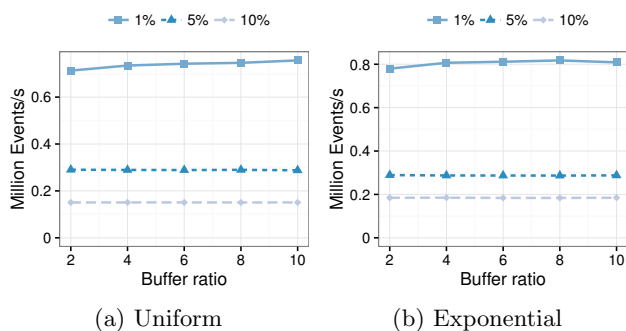 1% 5% 10%
Million Events/s
0.6
0.4
0.2
0
2 4 6 8 10
Buffer ratio
(a) Uniform
1% 5% 10%
Million Events/s
0.8
0.6
0.4
0.2
0
2 4 6 8 10
Buffer ratio
(b) Exponential